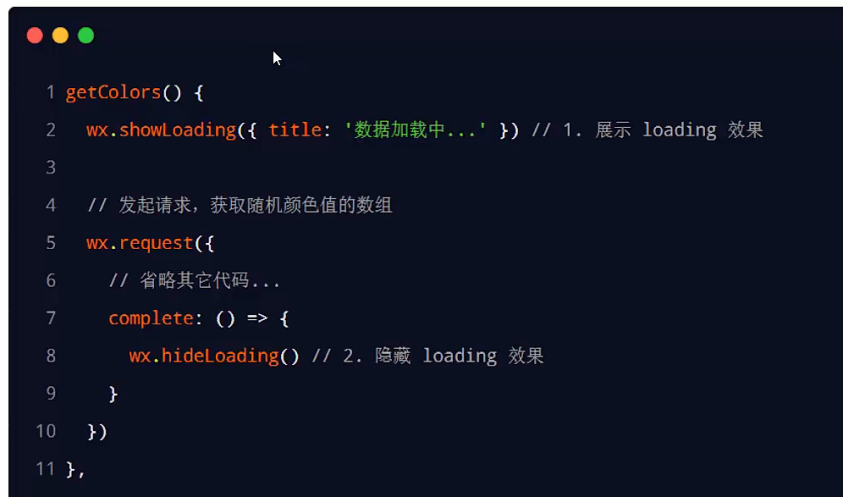 1 getColors() {
2 wx.showLoading({ title: '数据加载中...' }) // 1. 展示 loading 效果
3
4 // 发起请求，获取随机颜色值的数组
5 wx.request({
6 // 省略其它代码...
7 complete: () => {
8 wx.hideLoading() // 2. 隐藏 loading 效果
9 }
10 })
11 },